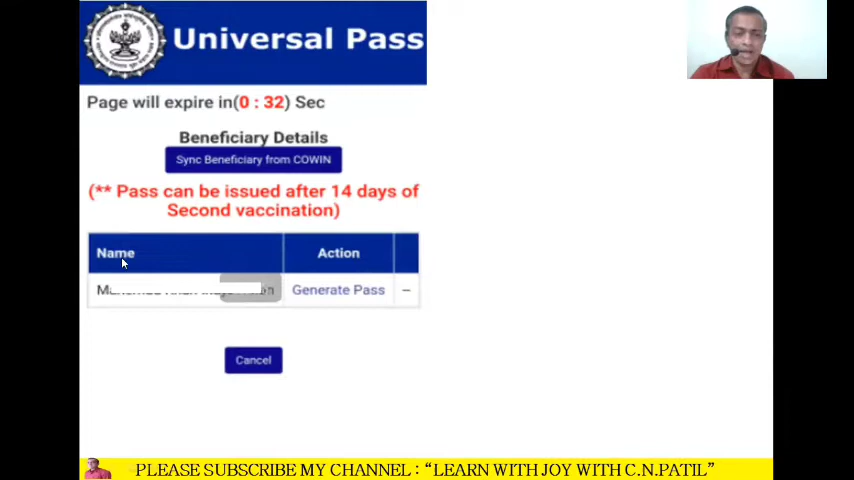 Universal Pass
Page will expire in(0 : 32) Sec
Beneficiary Details
Sync Beneficiary from COWIN
(** Pass can be issued after 14 days of
Second vaccination)
Name Action
Generate Pass –
Cancel
PLEASE SUBSCRIBE MY CHANNEL : “LEARN WITH JOY WITH C.N.PATIL”